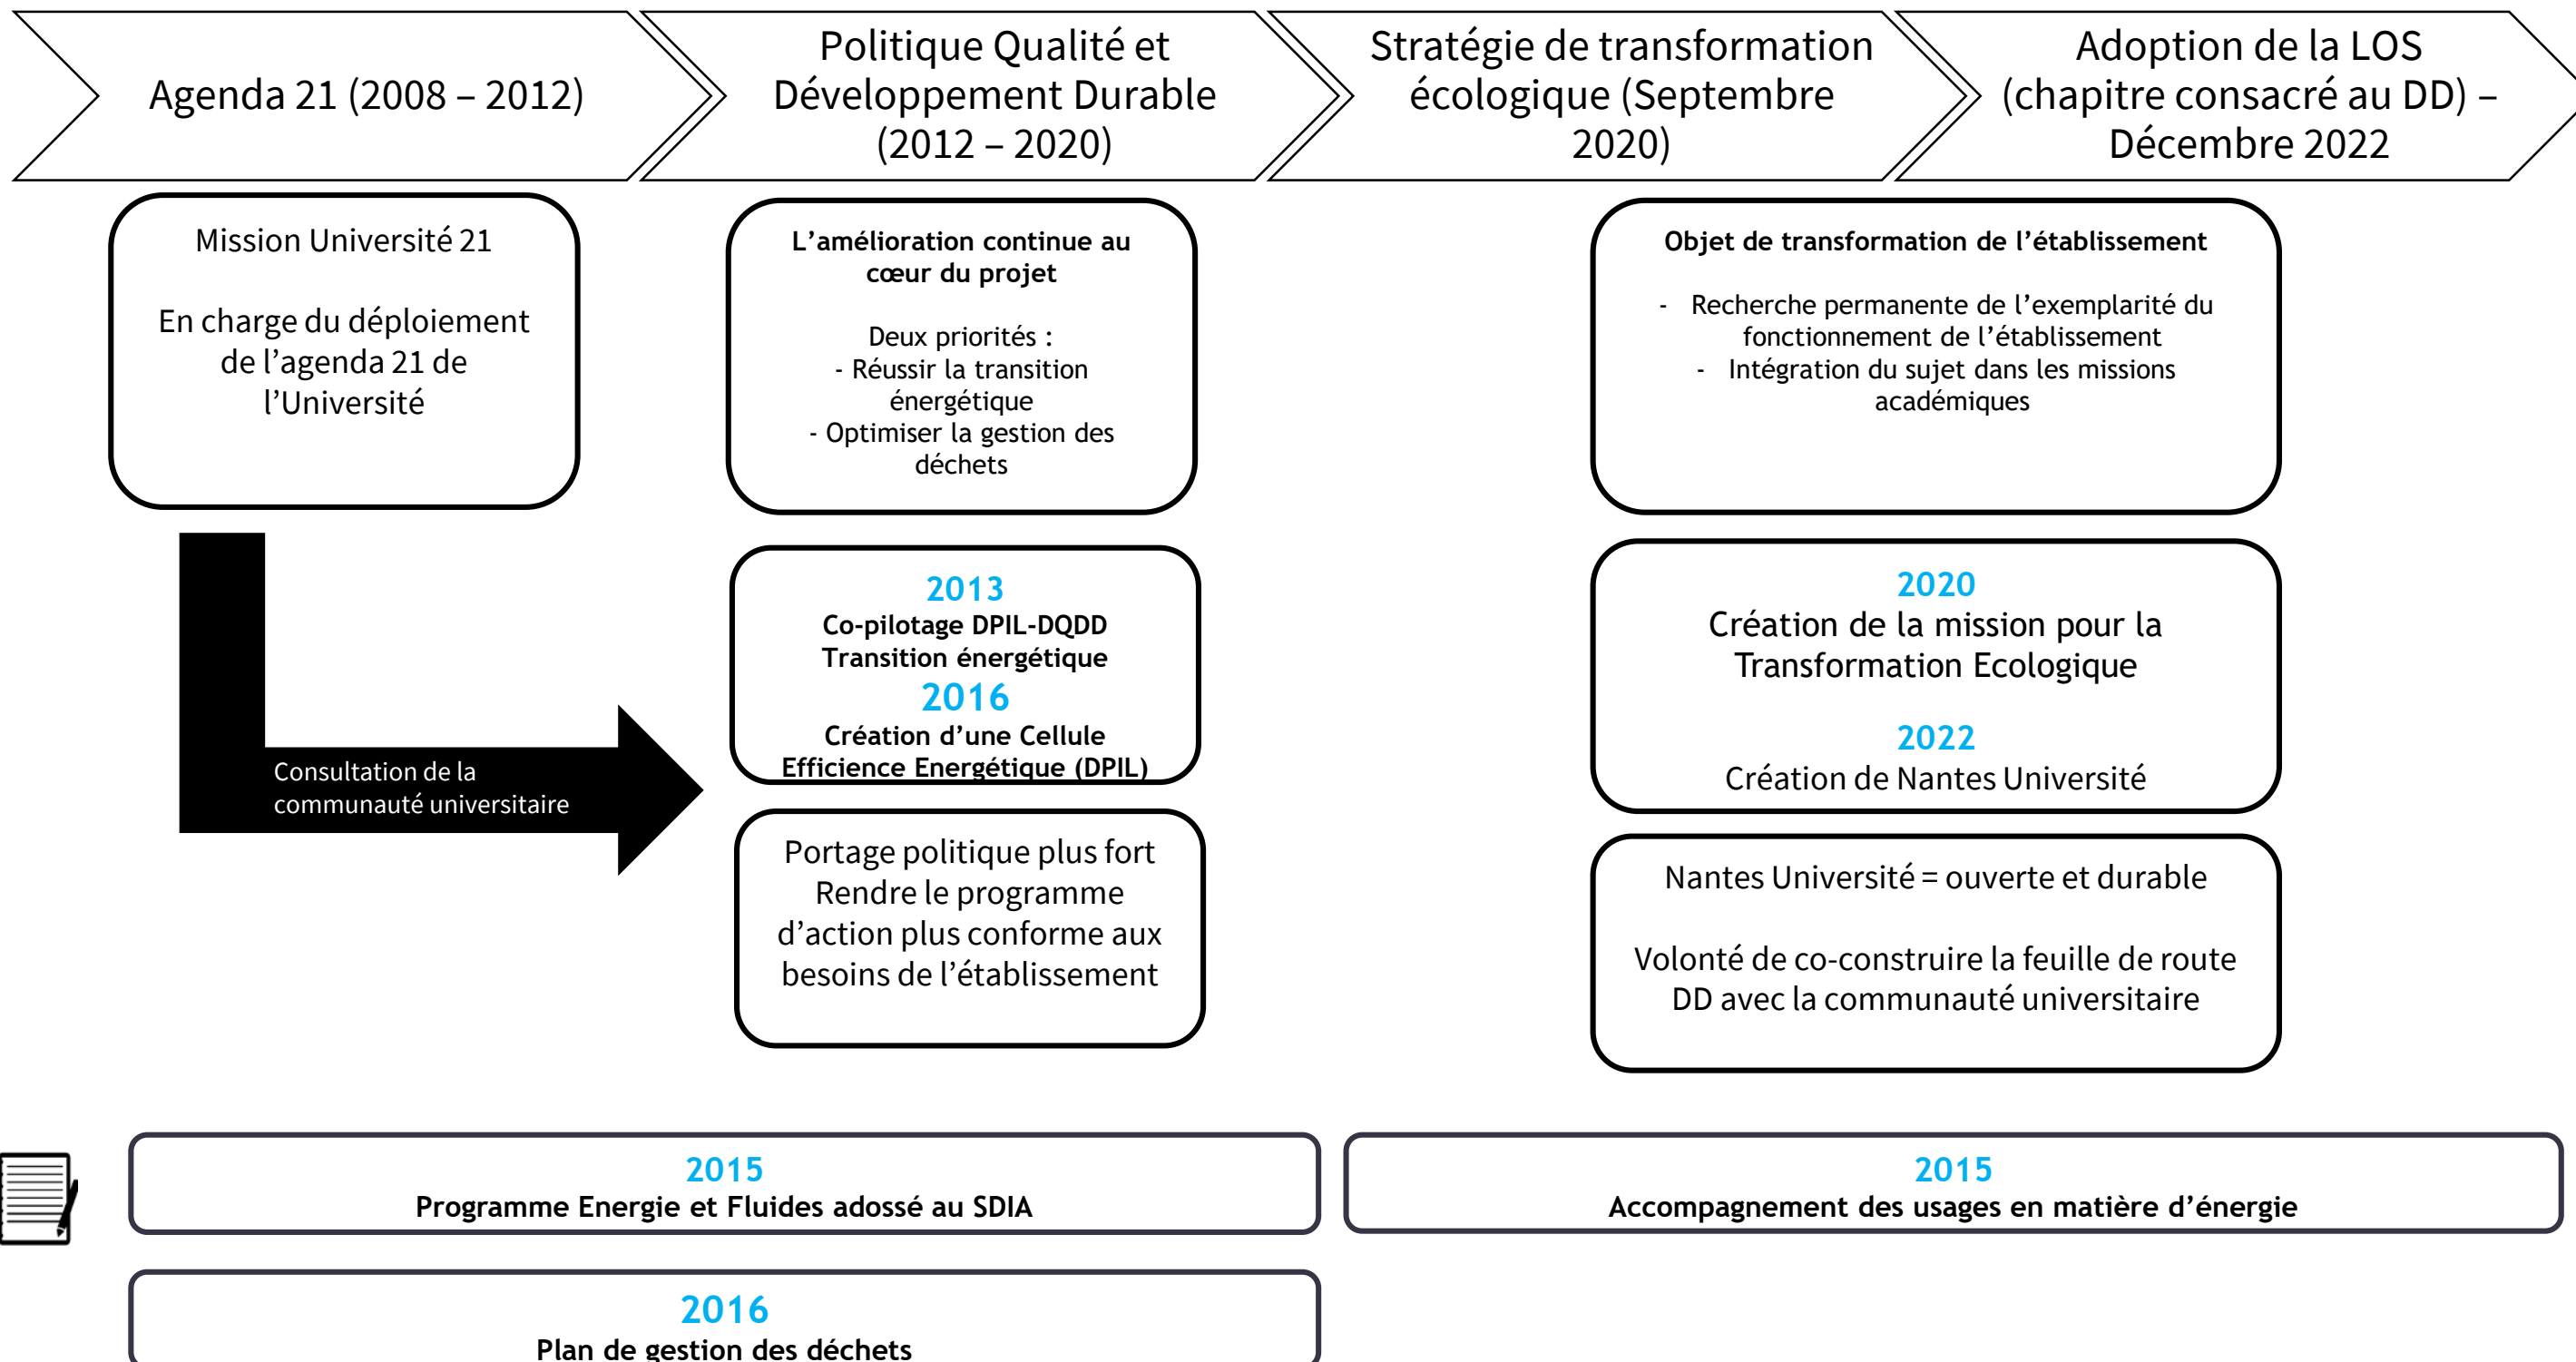 Agenda 21 (2008 – 2012)
Politique Qualité et
Développement Durable
(2012 – 2020)
Stratégie de transformation
écologique (Septembre
2020)
Adoption de la LOS
(chapitre consacré au DD) –
Décembre 2022
Mission Université 21
En charge du déploiement
de l’agenda 21 de
l’Université
L’amélioration continue au
cœur du projet
Deux priorités :
- Réussir la transition
énergétique
- Optimiser la gestion des
déchets
Objet de transformation de l’établissement
- Recherche permanente de l’exemplarité du
fonctionnement de l’établissement
- Intégration du sujet dans les missions
académiques
Consultation de la
communauté universitaire
2013
Co-pilotage DPIL-DQDD
Transition énergétique
2016
Création d’une Cellule
Efficience Energétique (DPIL)
2020
Création de la mission pour la
Transformation Ecologique
2022
Création de Nantes Université
Portage politique plus fort
Rendre le programme
d’action plus conforme aux
besoins de l’établissement
Nantes Université = ouverte et durable
Volonté de co-construire la feuille de route
DD avec la communauté universitaire
2015
Programme Energie et Fluides adossé au SDIA
2015
Accompagnement des usages en matière d’énergie
2016
Plan de gestion des déchets